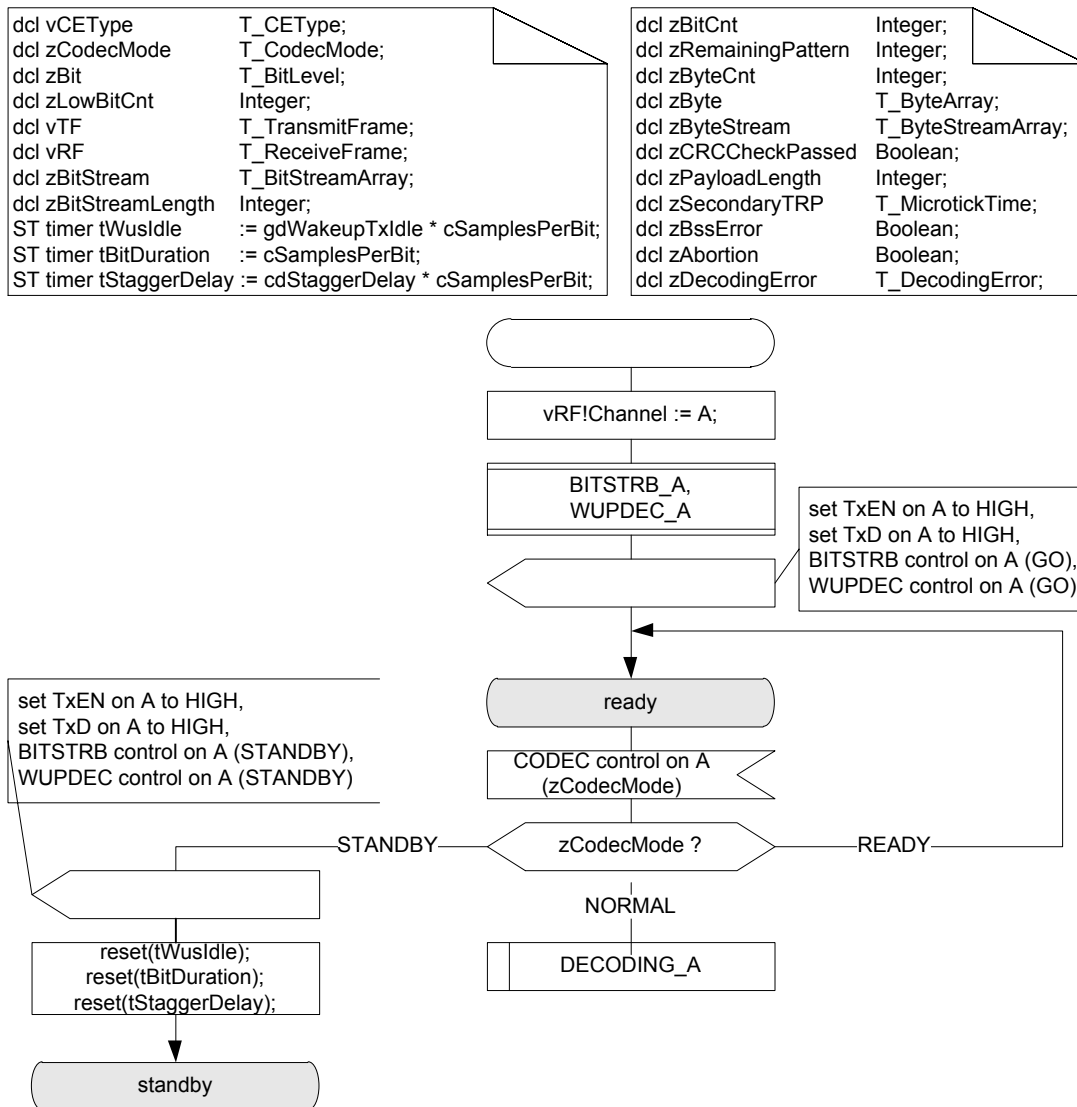 dcl vCEType T_CEType;
dcl zCodecMode T_CodecMode;
dcl zBit T_BitLevel;
dcl zLowBitCnt Integer;
dcl vTF T_TransmitFrame;
dcl vRF T_ReceiveFrame;
dcl zBitStream T_BitStreamArray;
dcl zBitStreamLength Integer;
ST timer tWusIdle := gdWakeupTxIdle * cSamplesPerBit;
ST timer tBitDuration := cSamplesPerBit;
ST timer tStaggerDelay := cdStaggerDelay * cSamplesPerBit;
dcl zBitCnt Integer;
dcl zRemainingPattern Integer;
dcl zByteCnt Integer;
dcl zByte T_ByteArray;
dcl zByteStream T_ByteStreamArray;
dcl zCRCCheckPassed Boolean;
dcl zPayloadLength Integer;
dcl zSecondaryTRP T_MicrotickTime;
dcl zBssError Boolean;
dcl zAbortion Boolean;
dcl zDecodingError T_DecodingError;
vRF!Channel := A;
BITSTRB_A,
WUPDEC_A
set TxEN on A to HIGH,
set TxD on A to HIGH,
BITSTRB control on A (GO),
WUPDEC control on A (GO)
ready
CODEC control on A
(zCodecMode)
zCodecMode ?
STANDBY
READY
NORMAL
DECODING_A
set TxEN on A to HIGH,
set TxD on A to HIGH,
BITSTRB control on A (STANDBY),
WUPDEC control on A (STANDBY)
reset(tWusIdle);
reset(tBitDuration);
reset(tStaggerDelay);
standby